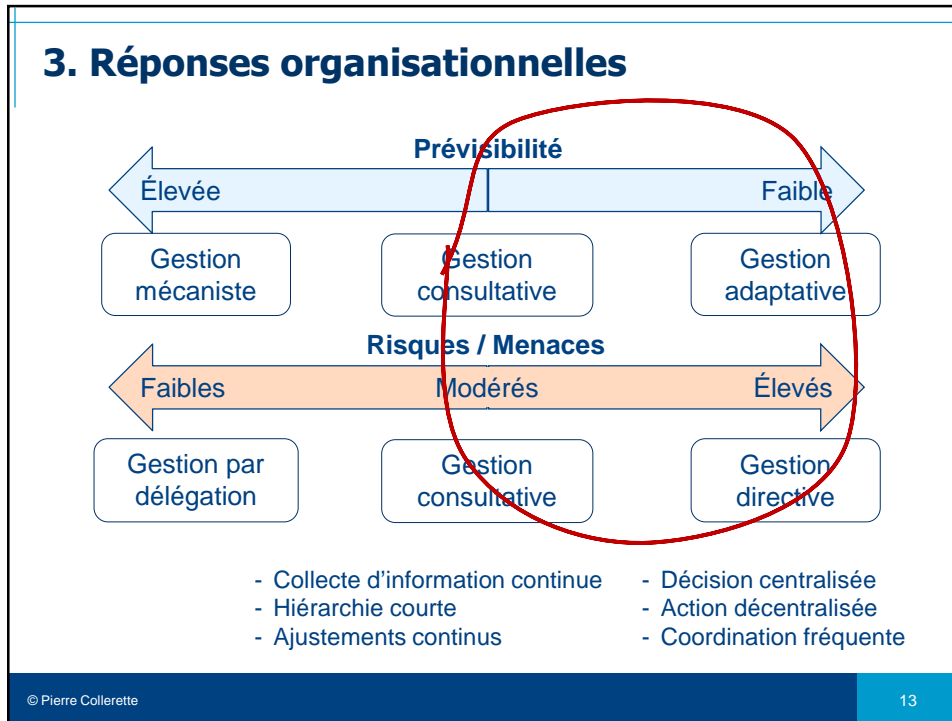 3. Réponses organisationnelles
Prévisibilité
Élevée Faible
Gestion mécaniste
Gestion consultative
Gestion adaptative
Risques / Menaces
Faibles Modérés Élevés
Gestion par délégation
Gestion consultative
Gestion directive
- Collecte d’information continue
- Hiérarchie courte
- Ajustements continus
- Décision centralisée
- Action décentralisée
- Coordination fréquente
© Pierre Collerette
13